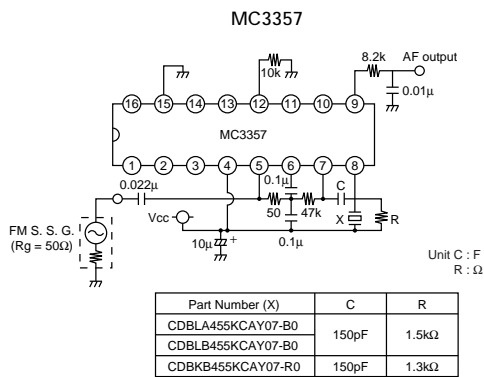 MC3357
8.2k
AF output
10k
0.01μ
16 15 14 13 12 11 10 9
MC3357
1 2 3 4 5 6 7 8
0.022μ
0.1μ
C
50
47k
X
R
Vcc
FM S. S. G.
(Rg = 50Ω)
10μ
+
0.1μ
Unit C : F
R : Ω
Part Number (X) C R
CDBLA455KCAY07-B0
150pF 1.5kΩ
CDBLB455KCAY07-B0
CDBKB455KCAY07-R0 150pF 1.3kΩ